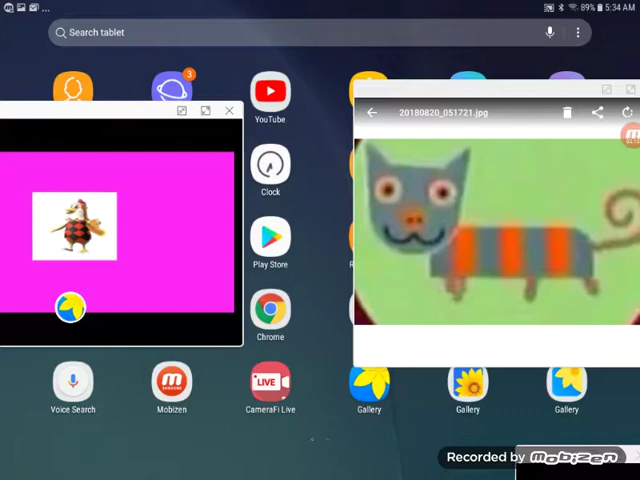 ... 89% 5:34 AM
Search tablet
3
YouTube
20180820_051721.jpg
Clock
Play Store
Chrome
Voice Search
Mobizen
LIVE
CameraFi Live
Gallery
Gallery
Gallery
Recorded by MOBIZEN